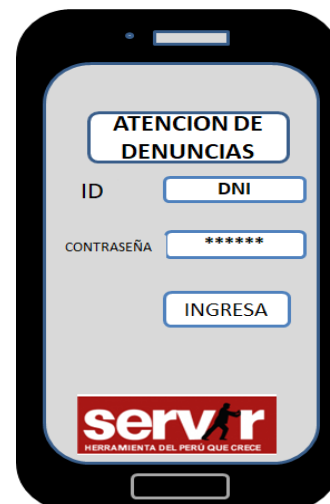 ATENCION DE
DENUNCIAS
ID DNI
CONTRASEÑA ******
INGRESA
servir
HERRAMIENTA DEL PERÚ QUE CRECE